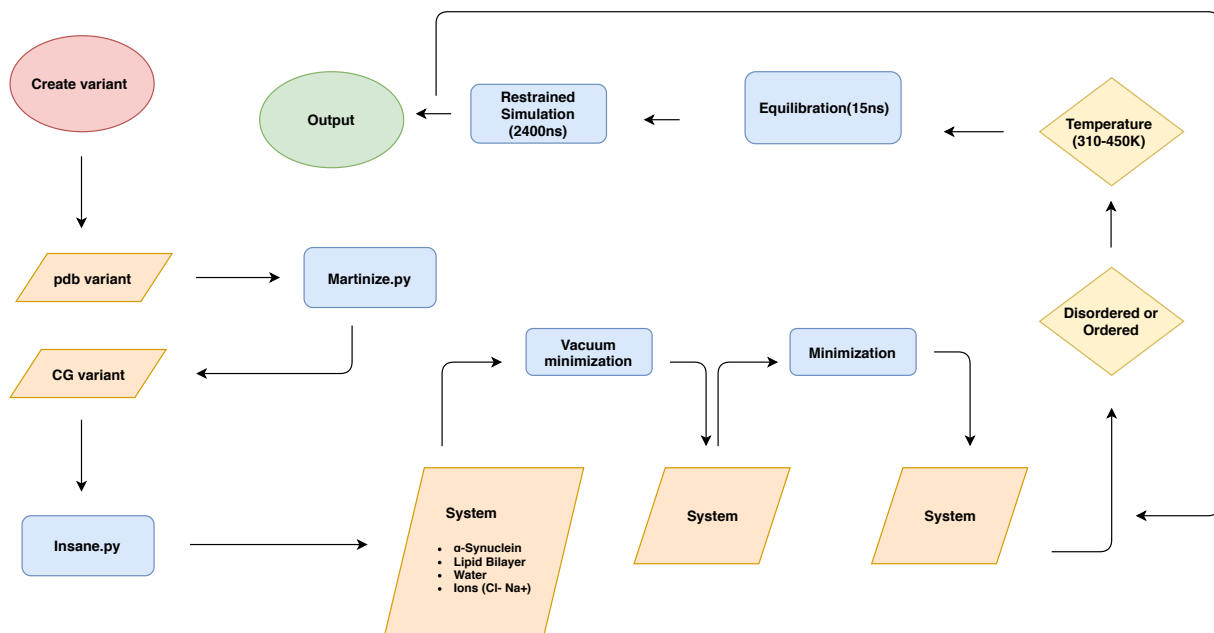 Create variant
Output
Restrained
Simulation
(2400ns)
Equilibration(15ns)
Temperature
(310-450K)
pdb variant
Martinize.py
Disordered or
Ordered
CG variant
Vacuum
minimization
Minimization
Insane.py
System
• α-Synuclein
• Lipid Bilayer
• Water
• Ions (Cl- Na+)
System
System